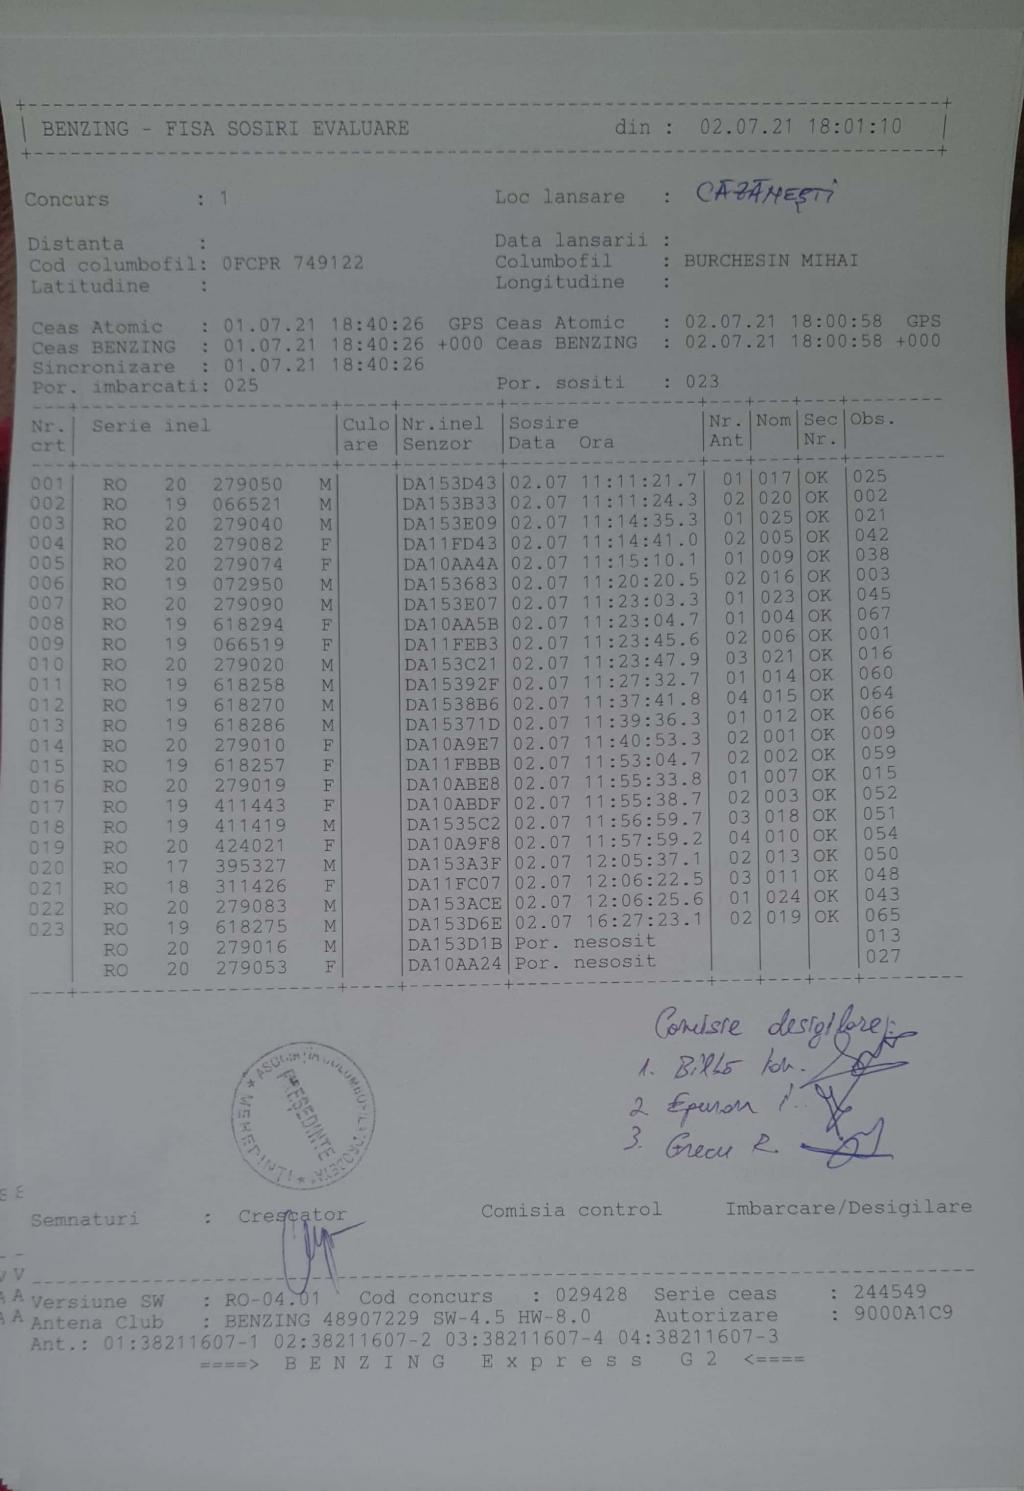 BENZING - FISA SOSIRI EVALUARE din : 02.07.21 18:01:10
Concurs : 1 Loc lansare : CĂZĂNEŞTI
Distanta : Data lansarii :
Cod columbofil: 0FCPR 749122 Columbofil : BURCHESIN MIHAI
Latitudine : Longitudine :
Ceas Atomic : 01.07.21 18:40:26 GPS Ceas Atomic : 02.07.21 18:00:58 GPS
Ceas BENZING : 01.07.21 18:40:26 +000 Ceas BENZING : 02.07.21 18:00:58 +000
Sincronizare : 01.07.21 18:40:26
Por. imbarcati: 025 Por. sositi : 023
Nr. Serie inel Culo Nr.inel Sosire Nr. Nom Sec Obs.
crt are Senzor Data Ora Ant Nr.
001 RO 20 279050 M DA153D43 02.07 11:11:21.7 01 017 OK 025
002 RO 19 066521 M DA153B33 02.07 11:11:24.3 02 020 OK 002
003 RO 20 279040 M DA153E09 02.07 11:14:35.3 01 025 OK 021
004 RO 20 279082 F DA11FD43 02.07 11:14:41.0 02 005 OK 042
005 RO 20 279074 F DA10AA4A 02.07 11:15:10.1 01 009 OK 038
006 RO 19 072950 M DA153683 02.07 11:20:20.5 02 016 OK 003
007 RO 20 279090 M DA153E07 02.07 11:23:03.3 01 023 OK 045
008 RO 19 618294 F DA10AA5B 02.07 11:23:04.7 01 004 OK 067
009 RO 19 066519 F DA11FEB3 02.07 11:23:45.6 02 006 OK 001
010 RO 20 279020 M DA153C21 02.07 11:23:47.9 03 021 OK 016
011 RO 19 618258 M DA15392F 02.07 11:27:32.7 01 014 OK 060
012 RO 19 618270 M DA1538B6 02.07 11:37:41.8 04 015 OK 064
013 RO 19 618286 M DA15371D 02.07 11:39:36.3 01 012 OK 066
014 RO 20 279010 F DA10A9E7 02.07 11:40:53.3 02 001 OK 009
015 RO 19 618257 F DA11FBBB 02.07 11:53:04.7 02 002 OK 059
016 RO 20 279019 F DA10ABE8 02.07 11:55:33.8 01 007 OK 015
017 RO 19 411443 F DA10ABDF 02.07 11:55:38.7 02 003 OK 052
018 RO 19 411419 M DA1535C2 02.07 11:56:59.7 03 018 OK 051
019 RO 20 424021 F DA10A9F8 02.07 11:57:59.2 04 010 OK 054
020 RO 17 395327 M DA153A3F 02.07 12:05:37.1 02 013 OK 050
021 RO 18 311426 F DA11FC07 02.07 12:06:22.5 03 011 OK 048
022 RO 20 279083 M DA153ACE 02.07 12:06:25.6 01 024 OK 043
023 RO 19 618275 M DA153D6E 02.07 16:27:23.1 02 019 OK 065
RO 20 279016 M DA153D1B Por. nesosit 013
RO 20 279053 F DA10AA24 Por. nesosit 027
Comisie desigilare:
1. Ion.
2
3. Grecu R.
PREŞEDINTE
MEHEDINTI
Semnaturi : Crescator Comisia control Imbarcare/Desigilare
Versiune SW : RO-04.01 Cod concurs : 029428 Serie ceas : 244549
Antena Club : BENZING 48907229 SW-4.5 HW-8.0 Autorizare : 9000A1C9
Ant.: 01:38211607-1 02:38211607-2 03:38211607-4 04:38211607-3
====> B E N Z I N G E x p r e s s G 2 <====